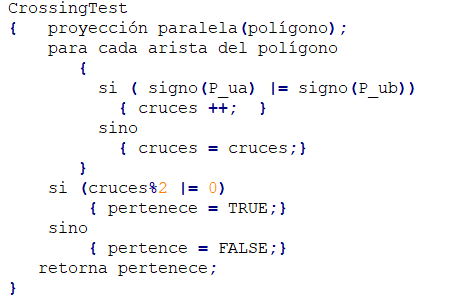 CrossingTest
{ proyección paralela(polígono);
para cada arista del polígono
{
si ( signo(P_ua) |= signo(P_ub))
{ cruces ++; }
sino
{ cruces = cruces;}
}
si (cruces%2 |= 0)
{ pertenece = TRUE;}
sino
{ pertence = FALSE;}
retorna pertenece;
}